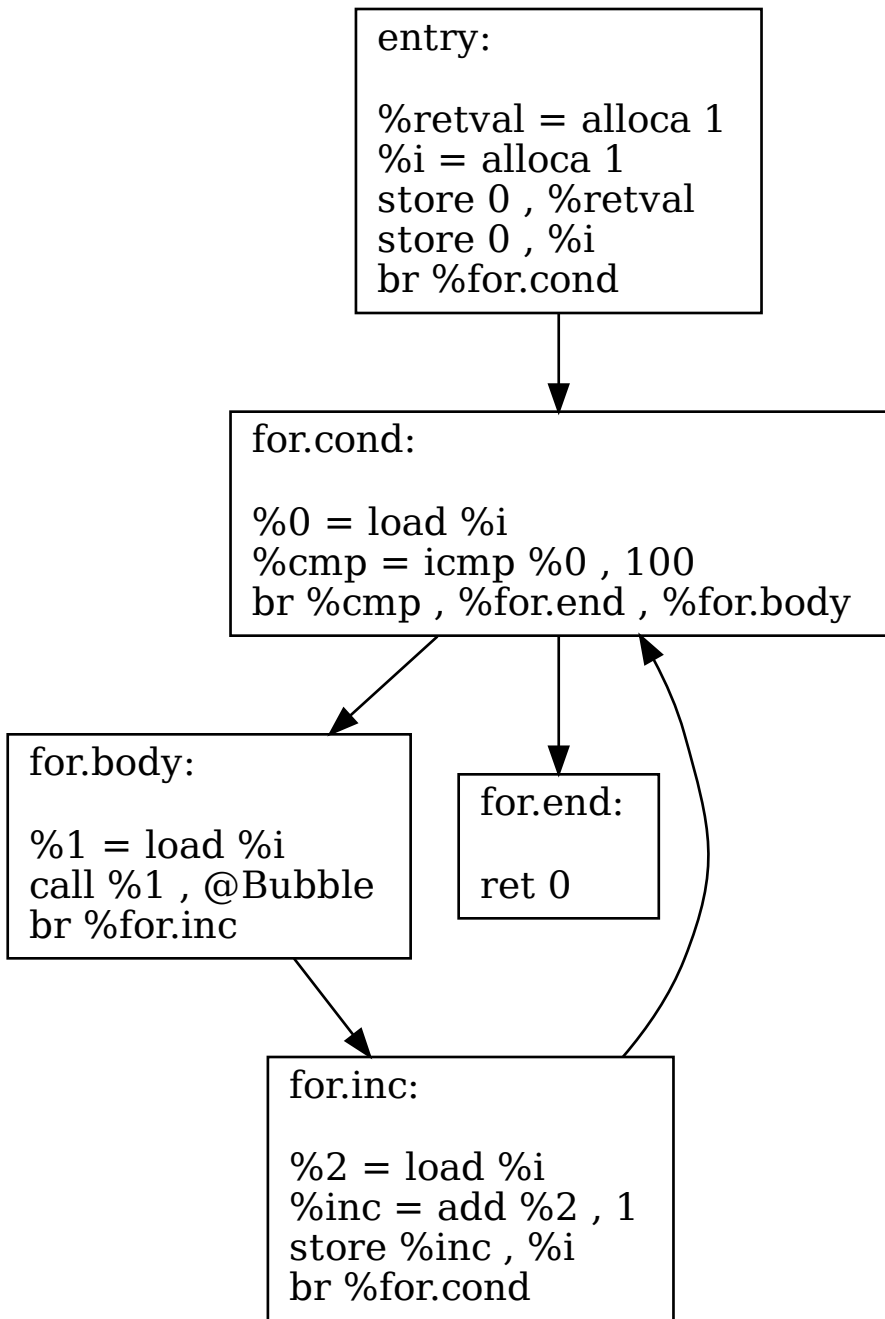 entry:
%retval = alloca 1
%i = alloca 1
store 0 , %retval
store 0 , %i
br %for.cond
for.cond:
%0 = load %i
%cmp = icmp %0 , 100
br %cmp , %for.end , %for.body
for.body:
%1 = load %i
call %1 , @Bubble
br %for.inc
for.end:
ret 0
for.inc:
%2 = load %i
%inc = add %2 , 1
store %inc , %i
br %for.cond